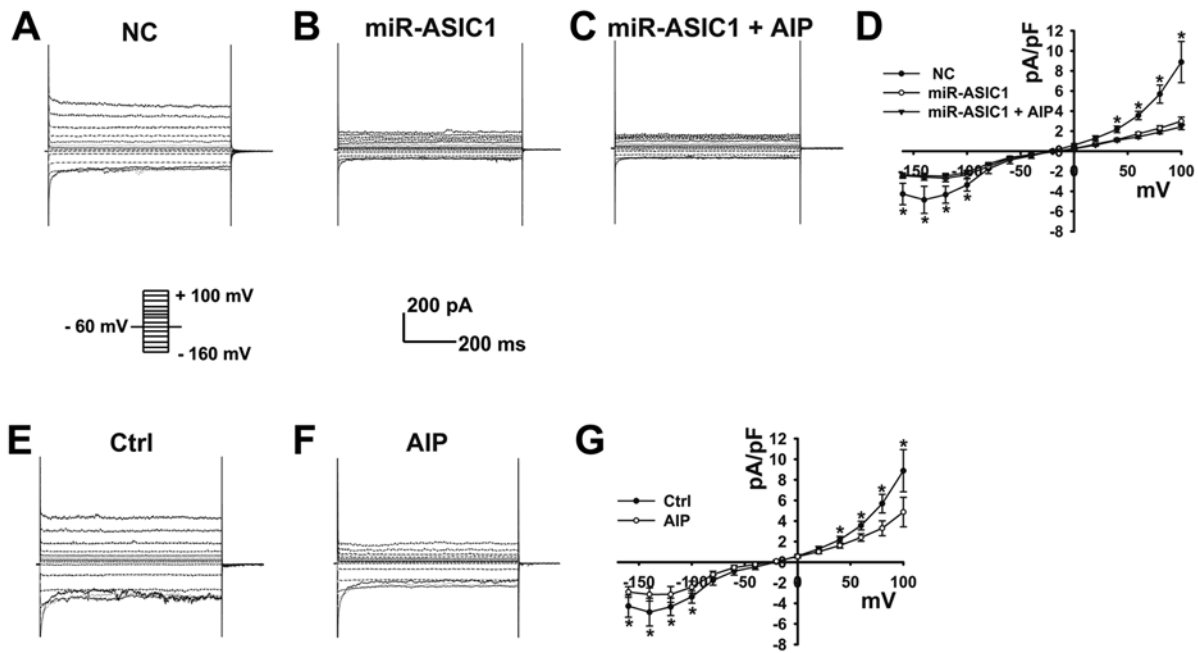 A
NC
B
miR-ASIC1
C
miR-ASIC1 + AIP
D
pA/pF
NC
miR-ASIC1
miR-ASIC1 + AIP
12
10
8
6
4
2
0
-2
-4
-6
-8
-150
-100
-50
0
50
100
mV
+ 100 mV
- 60 mV
- 160 mV
200 pA
200 ms
E
Ctrl
F
AIP
G
pA/pF
Ctrl
AIP
12
10
8
6
4
2
0
-2
-4
-6
-8
-150
-100
-50
0
50
100
mV